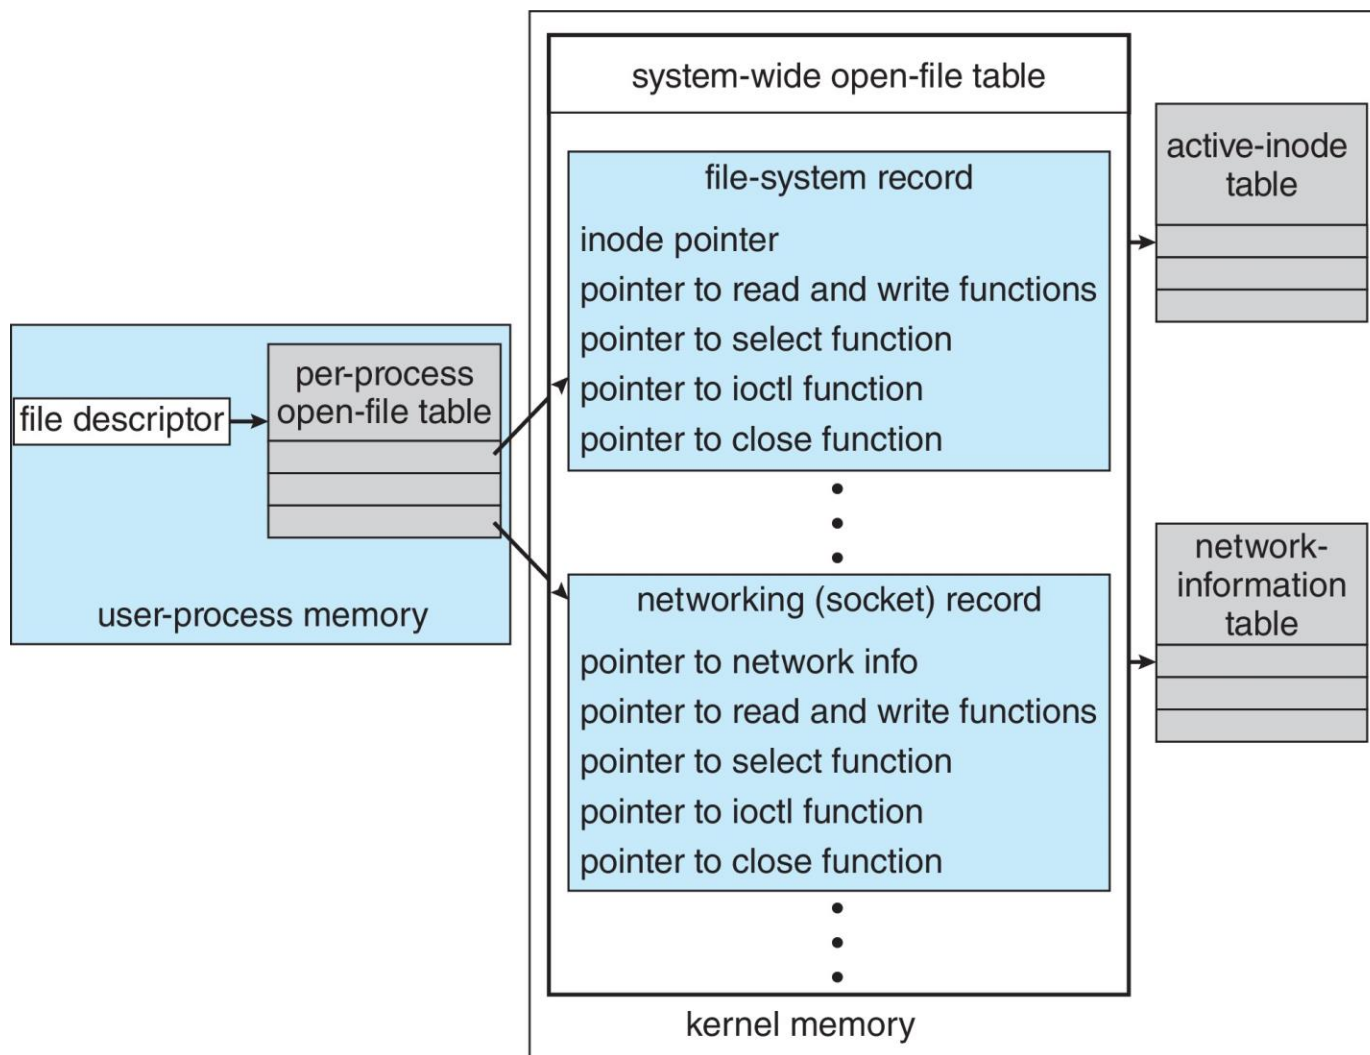 system-wide open-file table
file-system record
inode pointer
pointer to read and write functions
pointer to select function
pointer to ioctl function
pointer to close function
active-inode
table
per-process
open-file table
file descriptor
user-process memory
networking (socket) record
pointer to network info
pointer to read and write functions
pointer to select function
pointer to ioctl function
pointer to close function
network-
information
table
kernel memory